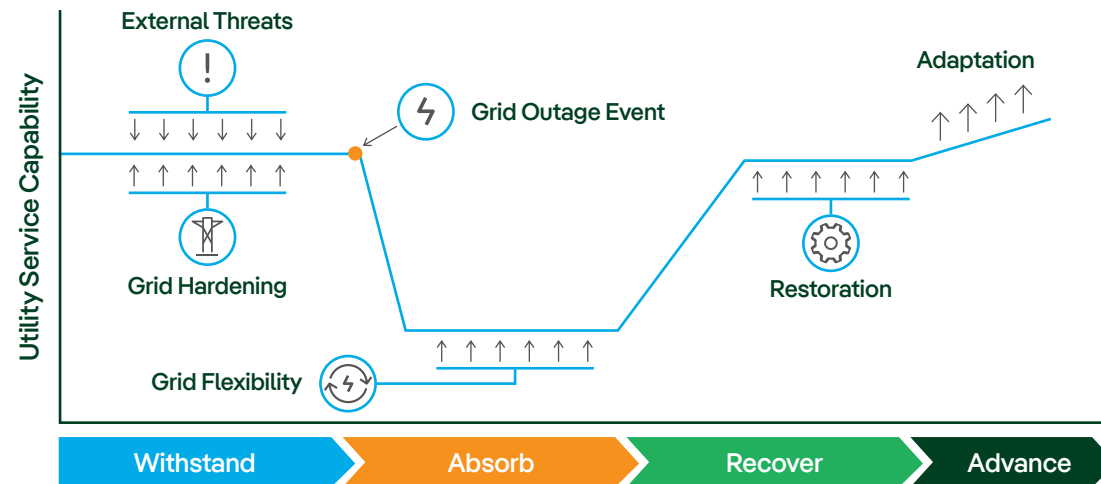 External Threats
!
Adaptation
Grid Outage Event
Utility Service Capability
Grid Hardening
Restoration
Grid Flexibility
Withstand
Absorb
Recover
Advance